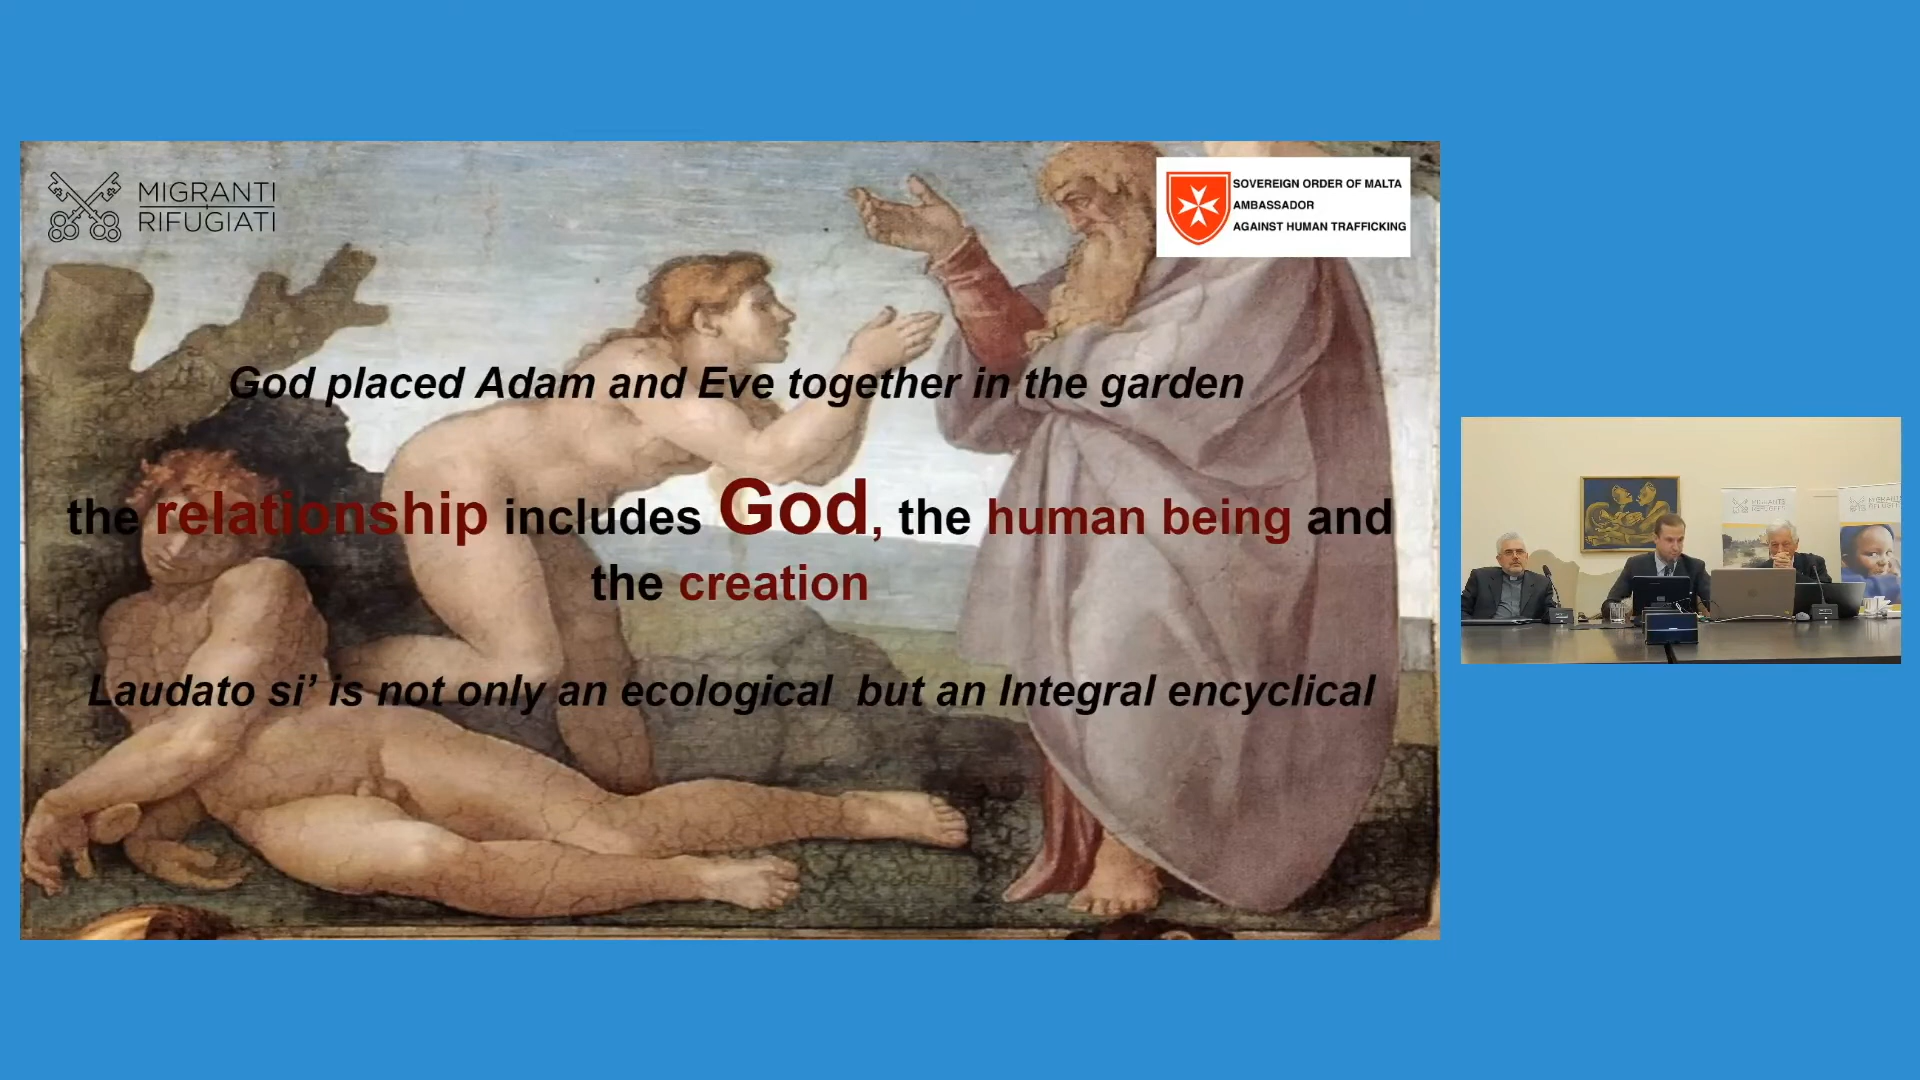 MIGRANTI
RIFUGIATI
SOVEREIGN ORDER OF MALTA
AMBASSADOR
AGAINST HUMAN TRAFFICKING
God placed Adam and Eve together in the garden
the relationship includes God, the human being and
the creation
Laudato si’ is not only an ecological  but an Integral encyclical
MIGRANTI
RIFUGIATI